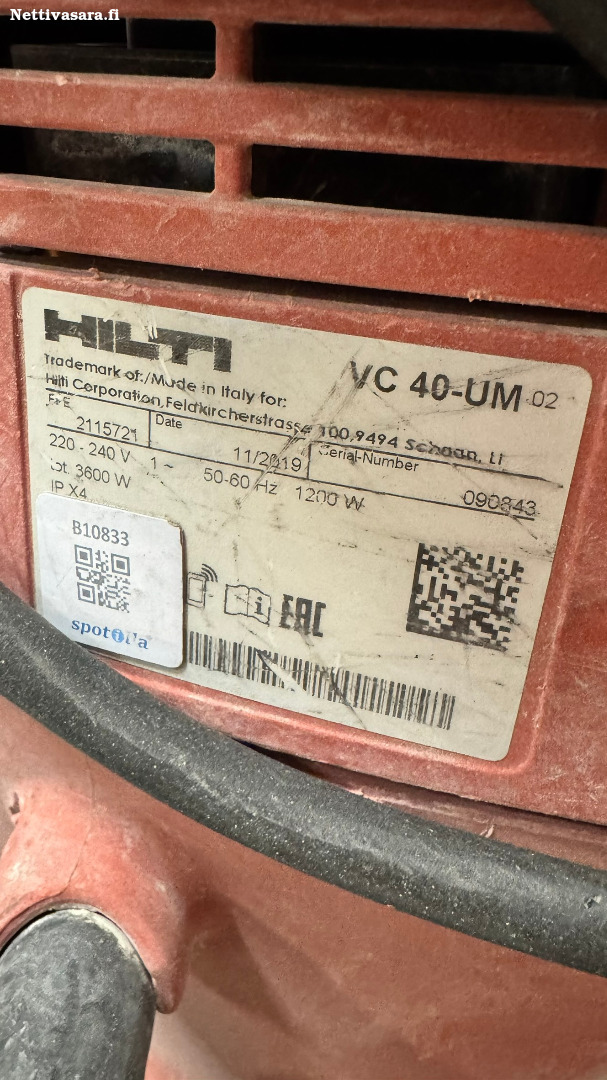 Nettivasara.fi
HILTI
VC 40-UM 02
Trademark of:/Made in Italy for:
Hilti Corporation, Feldkircherstrasse 100, 9494 Schaan, LI
Date
Serial-Number
2115721
11/2019
090843
220 - 240 V 1 ~ 50-60 Hz 1200 W
3600 W
IP X4
B10833
spotilla
EAC